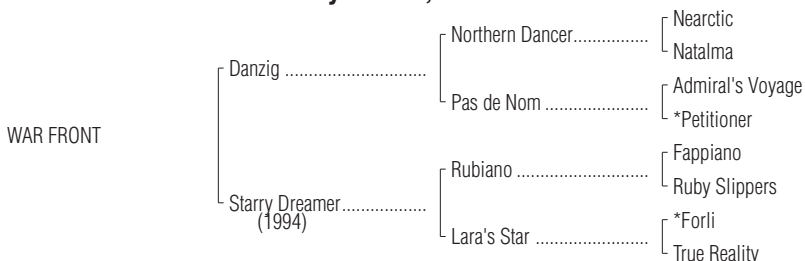 Nearctic
Northern Dancer................
Natalma
Danzig ..............................
Admiral's Voyage
Pas de Nom ......................
*Petitioner
WAR FRONT
Fappiano
Rubiano ............................
Ruby Slippers
Starry Dreamer..................
(1994)
*Forli
Lara's Star ........................
True Reality